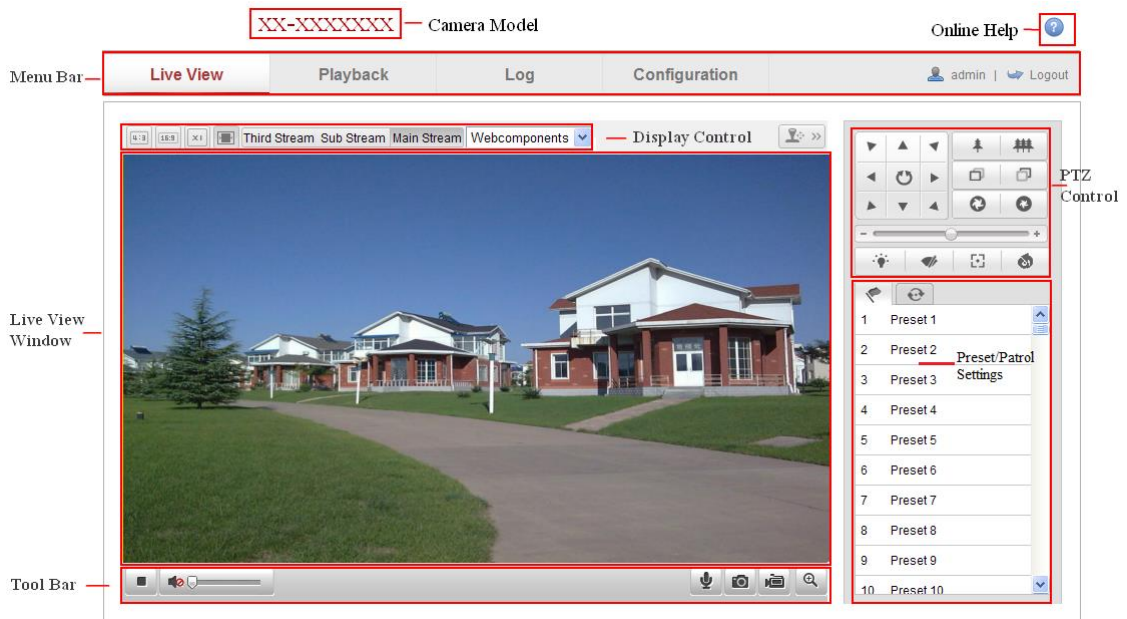 XX-XXXXXXX
Camera Model
Online Help
?
Menu Bar
Live View
Playback
Log
Configuration
admin | Logout
4:3
16:9
X1
Third Stream Sub Stream Main Stream Webcomponents
Display Control
PTZ
Control
Live View
Window
1 Preset 1
2 Preset 2
3 Preset 3
4 Preset 4
5 Preset 5
6 Preset 6
7 Preset 7
8 Preset 8
9 Preset 9
10 Preset 10
Preset/Patrol
Settings
Tool Bar